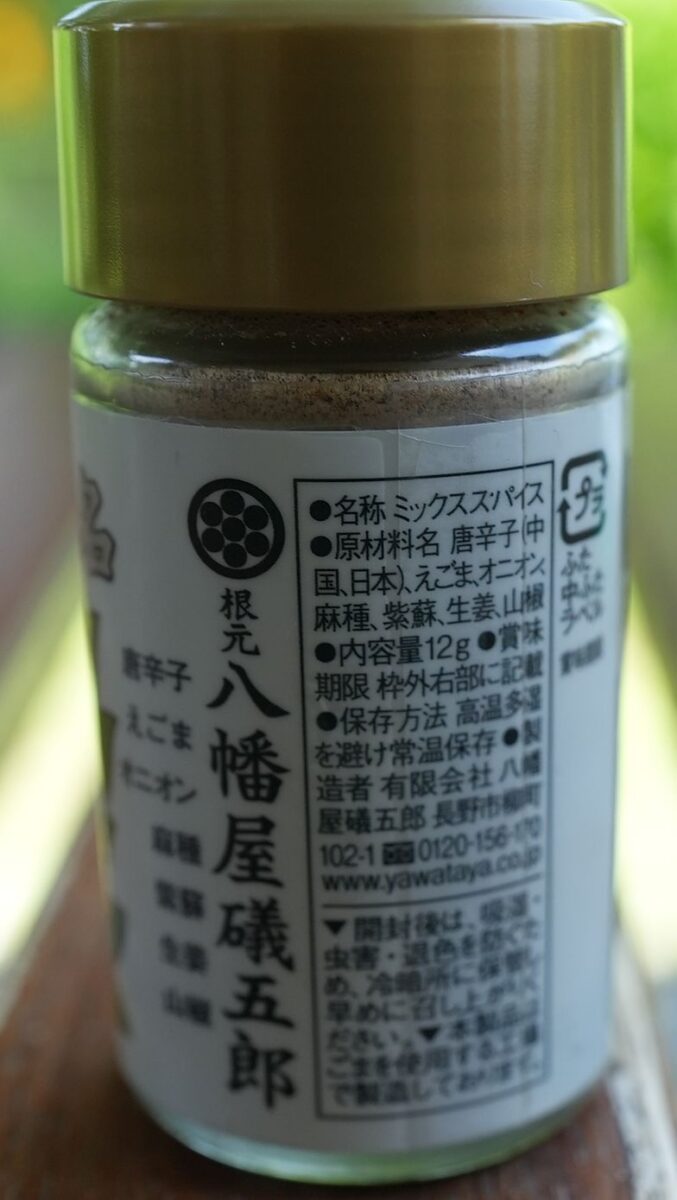 ●名称 ミックススパイス
●原材料名 唐辛子(中
国、日本)、えごま、オニオン、
麻種、紫蘇、生姜、山椒
●内容量12g ●賞味
期限 枠外右部に記載
●保存方法 高温多湿
を避け常温保存 ●製
造者 有限会社 八幡
屋礒五郎 長野市柳町
102-1 0120-156-170
www.yawataya.co.jp
▼開封後は、吸湿・
虫害・退色を防ぐた
め、冷暗所に保管し
早めに召し上がりく
ださい。▼本製品は
ごまを使用する工場
で製造しております。
プラ
ふた
中ふた
ラベル
根元
八幡屋礒五郎
唐辛子
えごま
オニオン
麻種
紫蘇
生姜
山椒